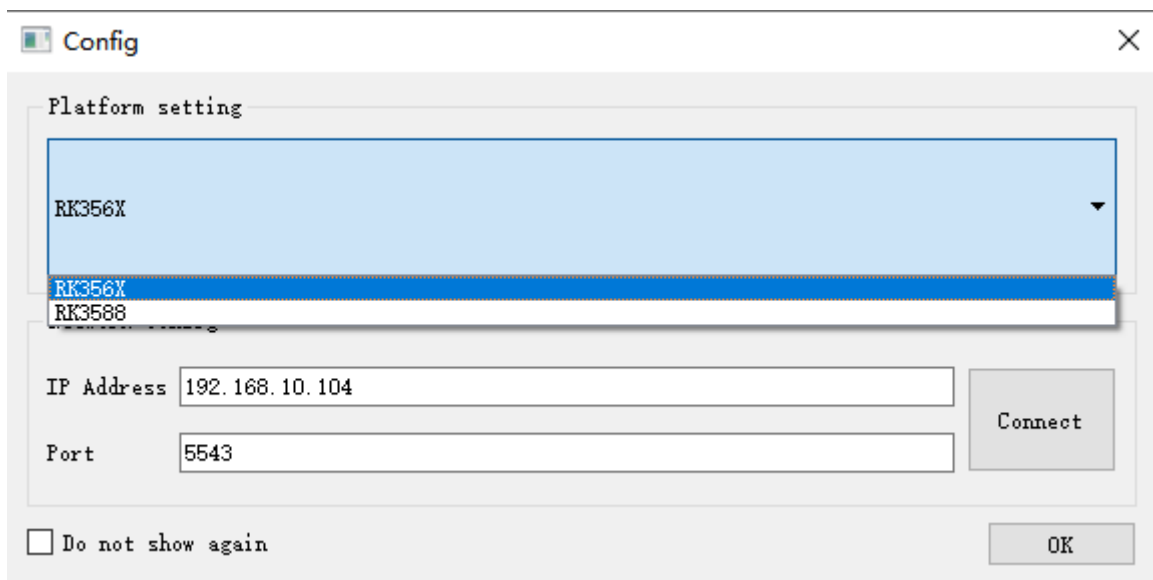 Config
Platform setting
RK356X
RK356X
RK3588
IP Address 192.168.10.104
Connect
Port 5543
Do not show again
OK